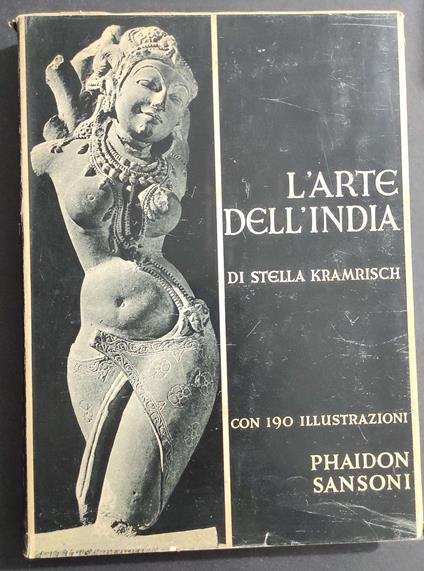 L'ARTE
DELL'INDIA
DI STELLA KRAMRISCH
CON 190 ILLUSTRAZIONI
PHAIDON
SANSONI